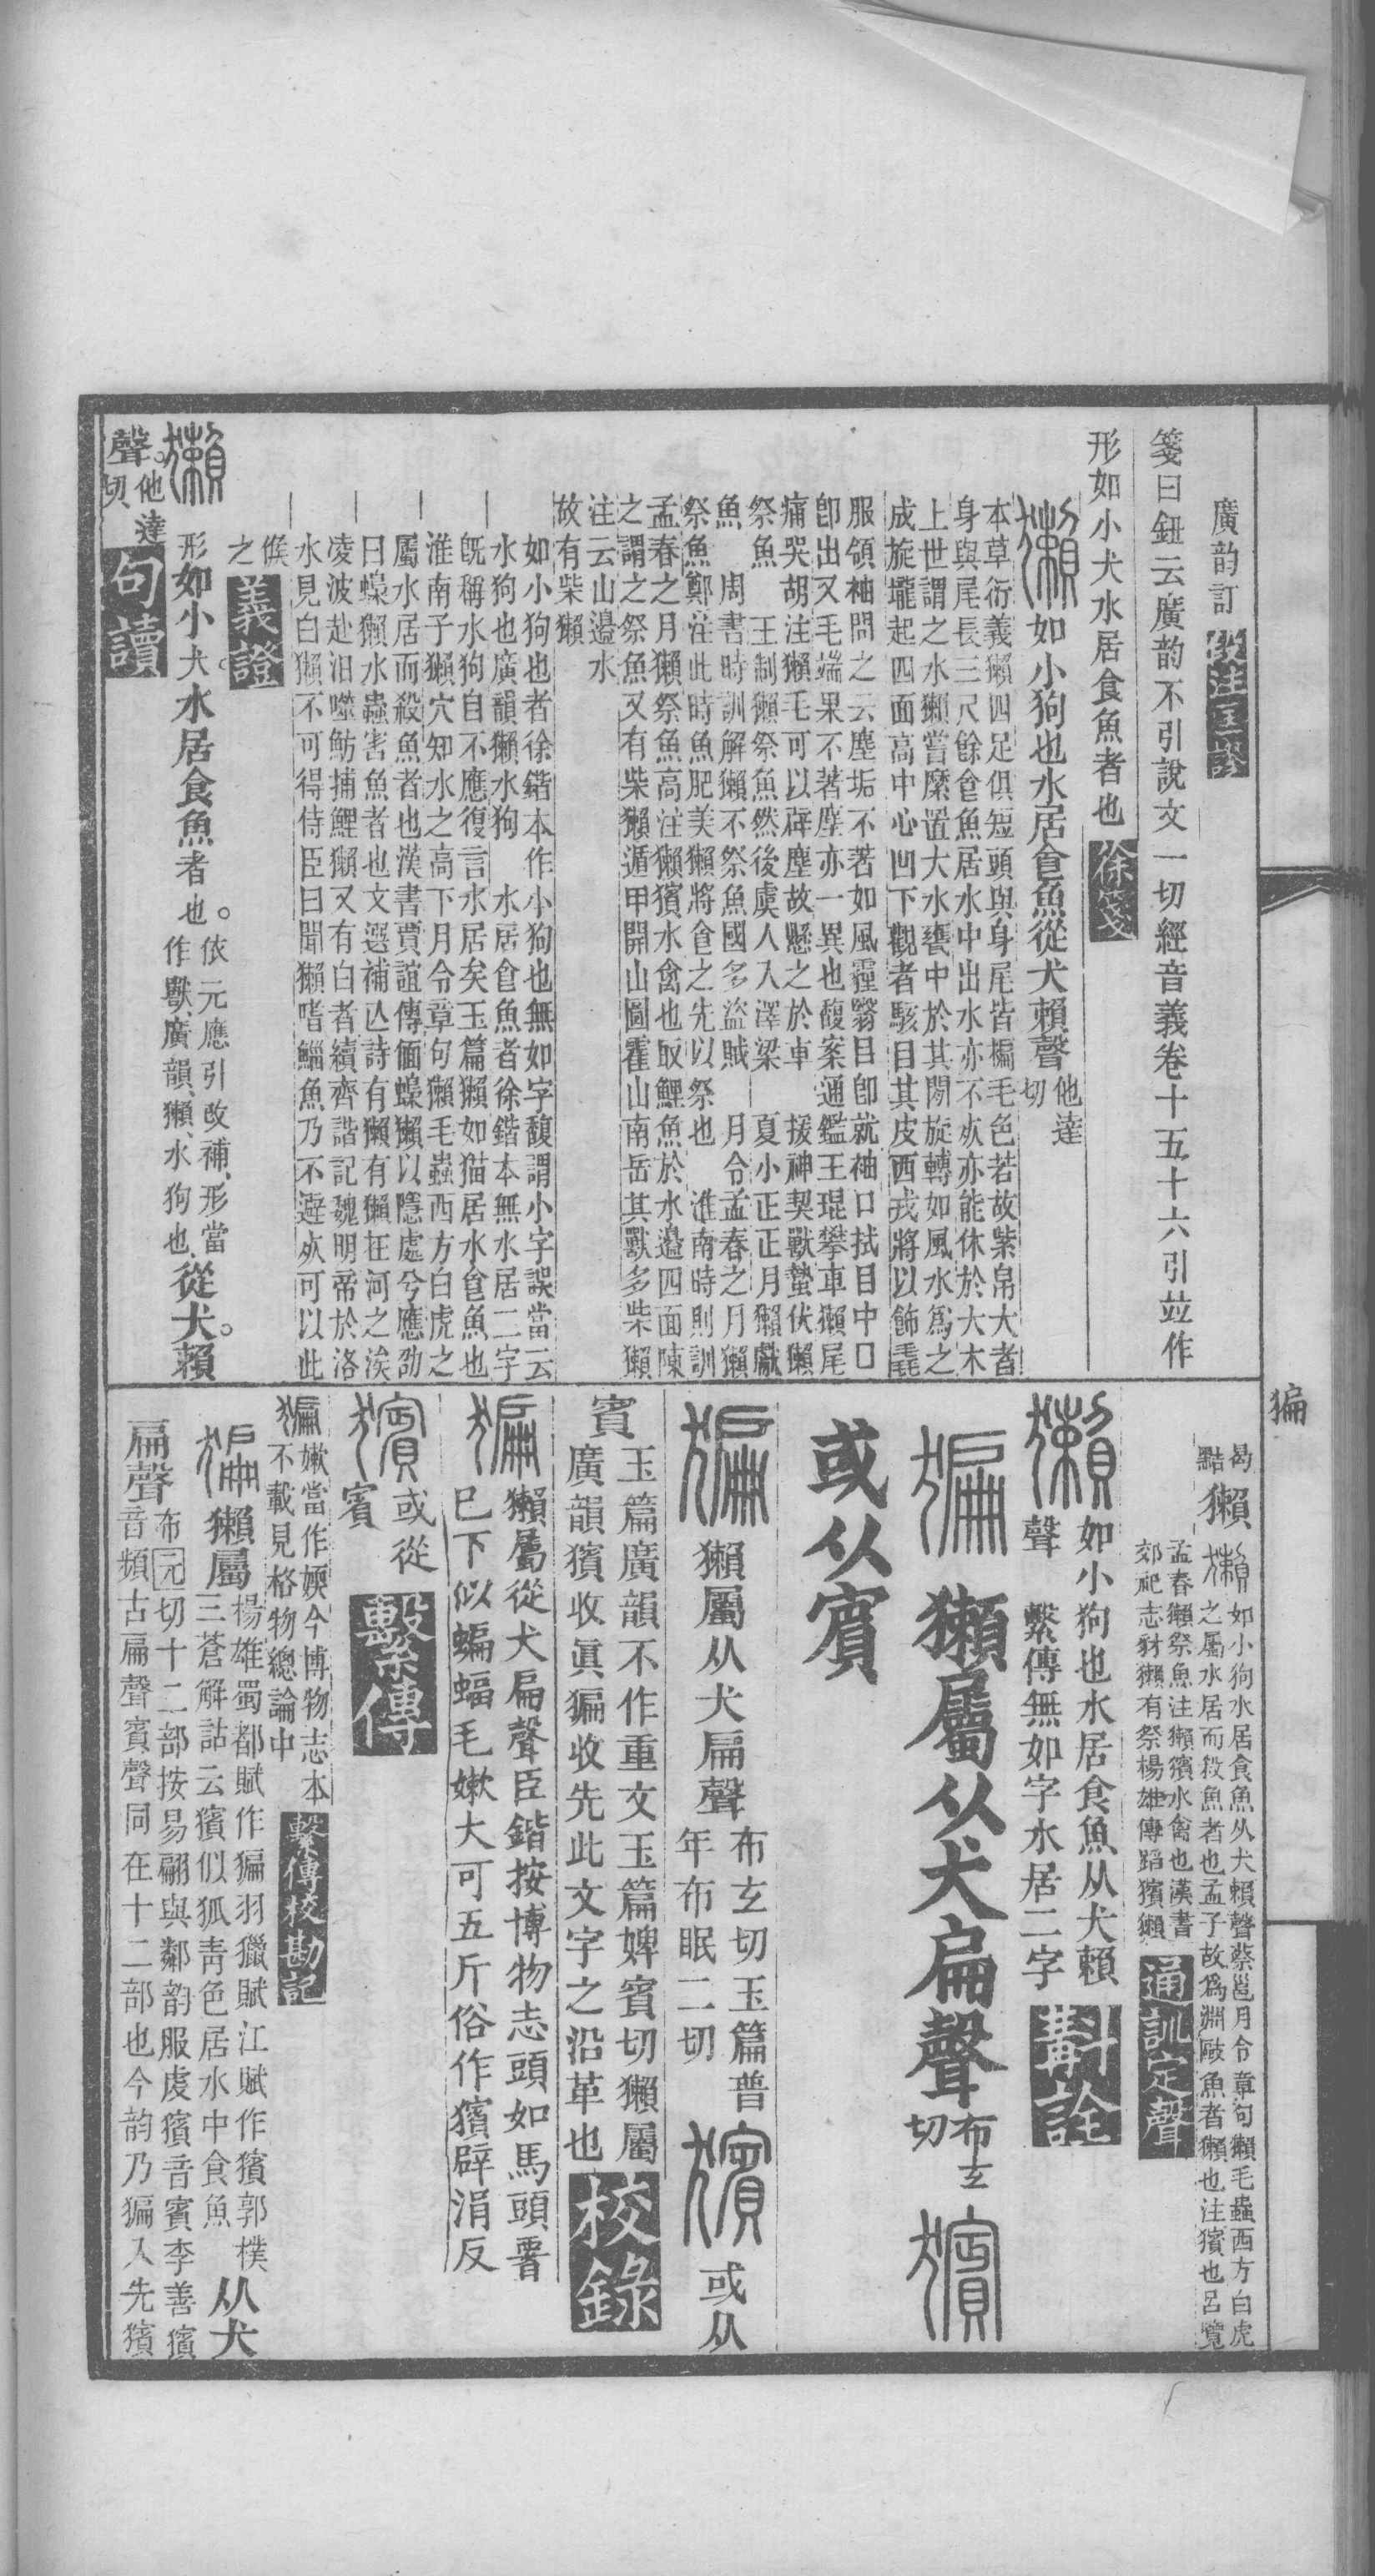 廣韵訂 段注匡謬
箋曰鈕云廣韵不引說文一切經音義卷十五十六引竝作
形如小犬水居食魚者也 徐箋
獺如小狗也水居食魚從犬賴聲他達切
本草衍義獺四足俱短頭與身尾皆褊毛色若故紫帛大者
身與尾長三尺餘食魚居水中出水亦不死亦能休於大木
上世謂之水獺嘗縻置大水甕中於其閒旋轉如風水爲之
成旋壠起四面高中心凹下觀者駭目其皮西戎將以飾毳
服領袖問之云塵垢不著如風霾翳目卽就袖口拭目中囗
卽出又毛端果不著塵亦一異也馥案通鑑王琨攀車獺尾
痛哭胡注獺毛可以辟塵故懸之於車 援神契獸蟄伏獺
祭魚 王制獺祭魚然後虞人入澤梁 夏小正正月獺獻
魚 周書時訓解獺不祭魚國多盜賊 月令孟春之月獺
祭魚鄭注此時魚肥美獺將食之先以祭也 淮南時則訓
孟春之月獺祭魚高注獺獱水禽也取鯉魚於水邊四面陳
之謂之祭魚又有柴獺遁甲開山圖霍山南岳其獸多柴獺
注云山邊水
故有柴獺
如小狗也者徐鍇本作小狗也無如字馥謂小字誤當云
水狗也廣韻獺水狗 水居食魚者徐鍇本無水居二字
旣稱水狗自不應復言水居矣玉篇獺如猫居水食魚也
淮南子獺穴知水之高下月令章句獺毛蟲西方白虎之
屬水居而殺魚者也漢書賈誼傳偭蟂獺以隱處兮應劭
曰蟂獺水蟲害魚者也文選補亡詩有獺有獺在河之涘
凌波赴汨噬魴捕鯉獺又有白者續齊諧記魏明帝於洛
水見白獺不可得侍臣曰聞獺嗜鯔魚乃不避死可以此
候之 義證
獺形如小犬水居食魚者也。依元應引改補、形當作獸、廣韻、獺、水狗也、從犬。賴
聲。他達切 句讀
猵
曷
黠 獺 獺如小狗水居食魚从犬賴聲蔡邕月令章句獺毛蟲西方白虎
之屬水居而殺魚者也孟子故爲淵敺魚者獺也注獱也呂覽
孟春獺祭魚注獺獱水禽也漢書
郊祀志豺獺有祭楊雄傳蹈獱獺 通訓定聲
獺如小狗也水居食魚从犬賴
聲 繫傳無如字水居二字 斠詮
猵 獺屬从犬扁聲布玄切 獱
或从賓
猵獺屬从犬扁聲布玄切玉篇普年布眠二切 獱或从
賓玉篇廣韻不作重文玉篇婢賓切獺屬
廣韻獱收眞猵收先此文字之沿革也 校錄
猵獺屬從犬扁聲臣鍇按博物志頭如馬頭署
已下似蝙蝠毛嫰大可五斤俗作獱辟涓反
獱或從
賓 繫傳
猵嫰當作㜛今博物志本
不載見格物總論中 繫傳校勘記
猵獺屬楊雄蜀都賦作猵羽獵賦江賦作獱郭樸三蒼解詁云獱似狐靑色居水中食魚从犬
扁聲布元切十二部按易翩與鄰韵服虔獱音賓李善獱音頻古扁聲賓聲同在十二部也今韵乃猵入先獱